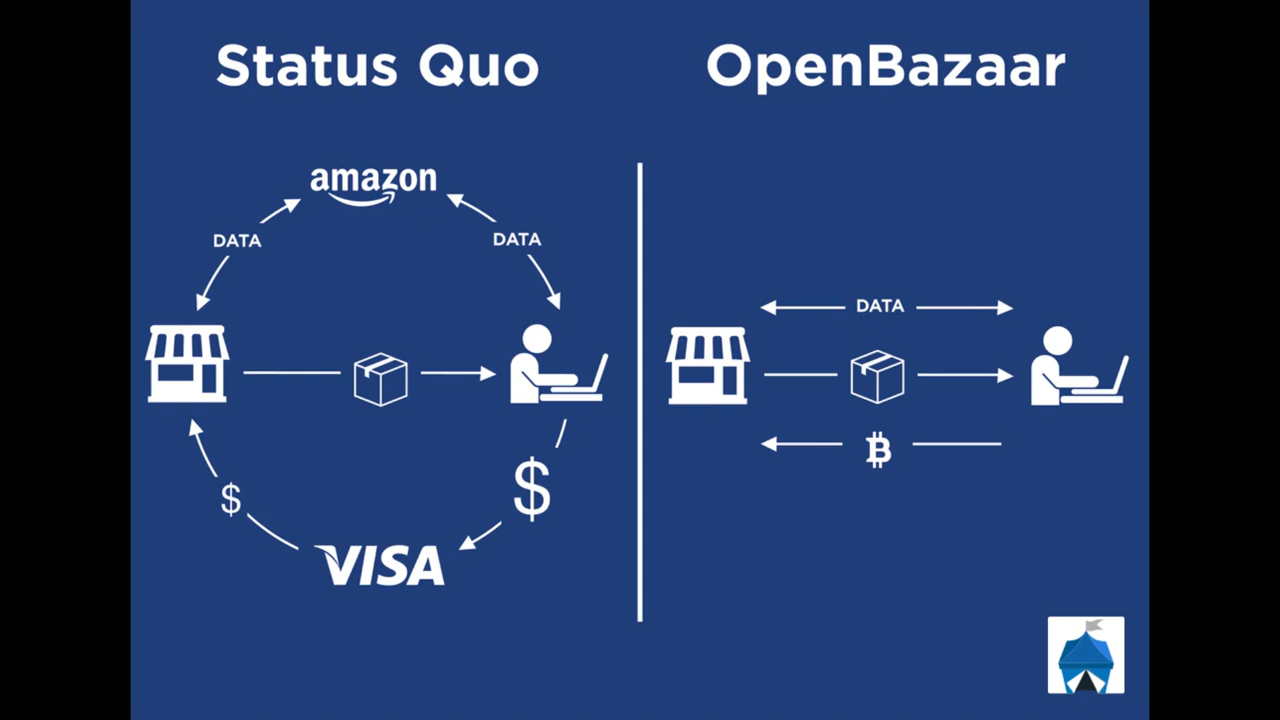 Status Quo
OpenBazaar
amazon
DATA
DATA
DATA
$
$
VISA
₿